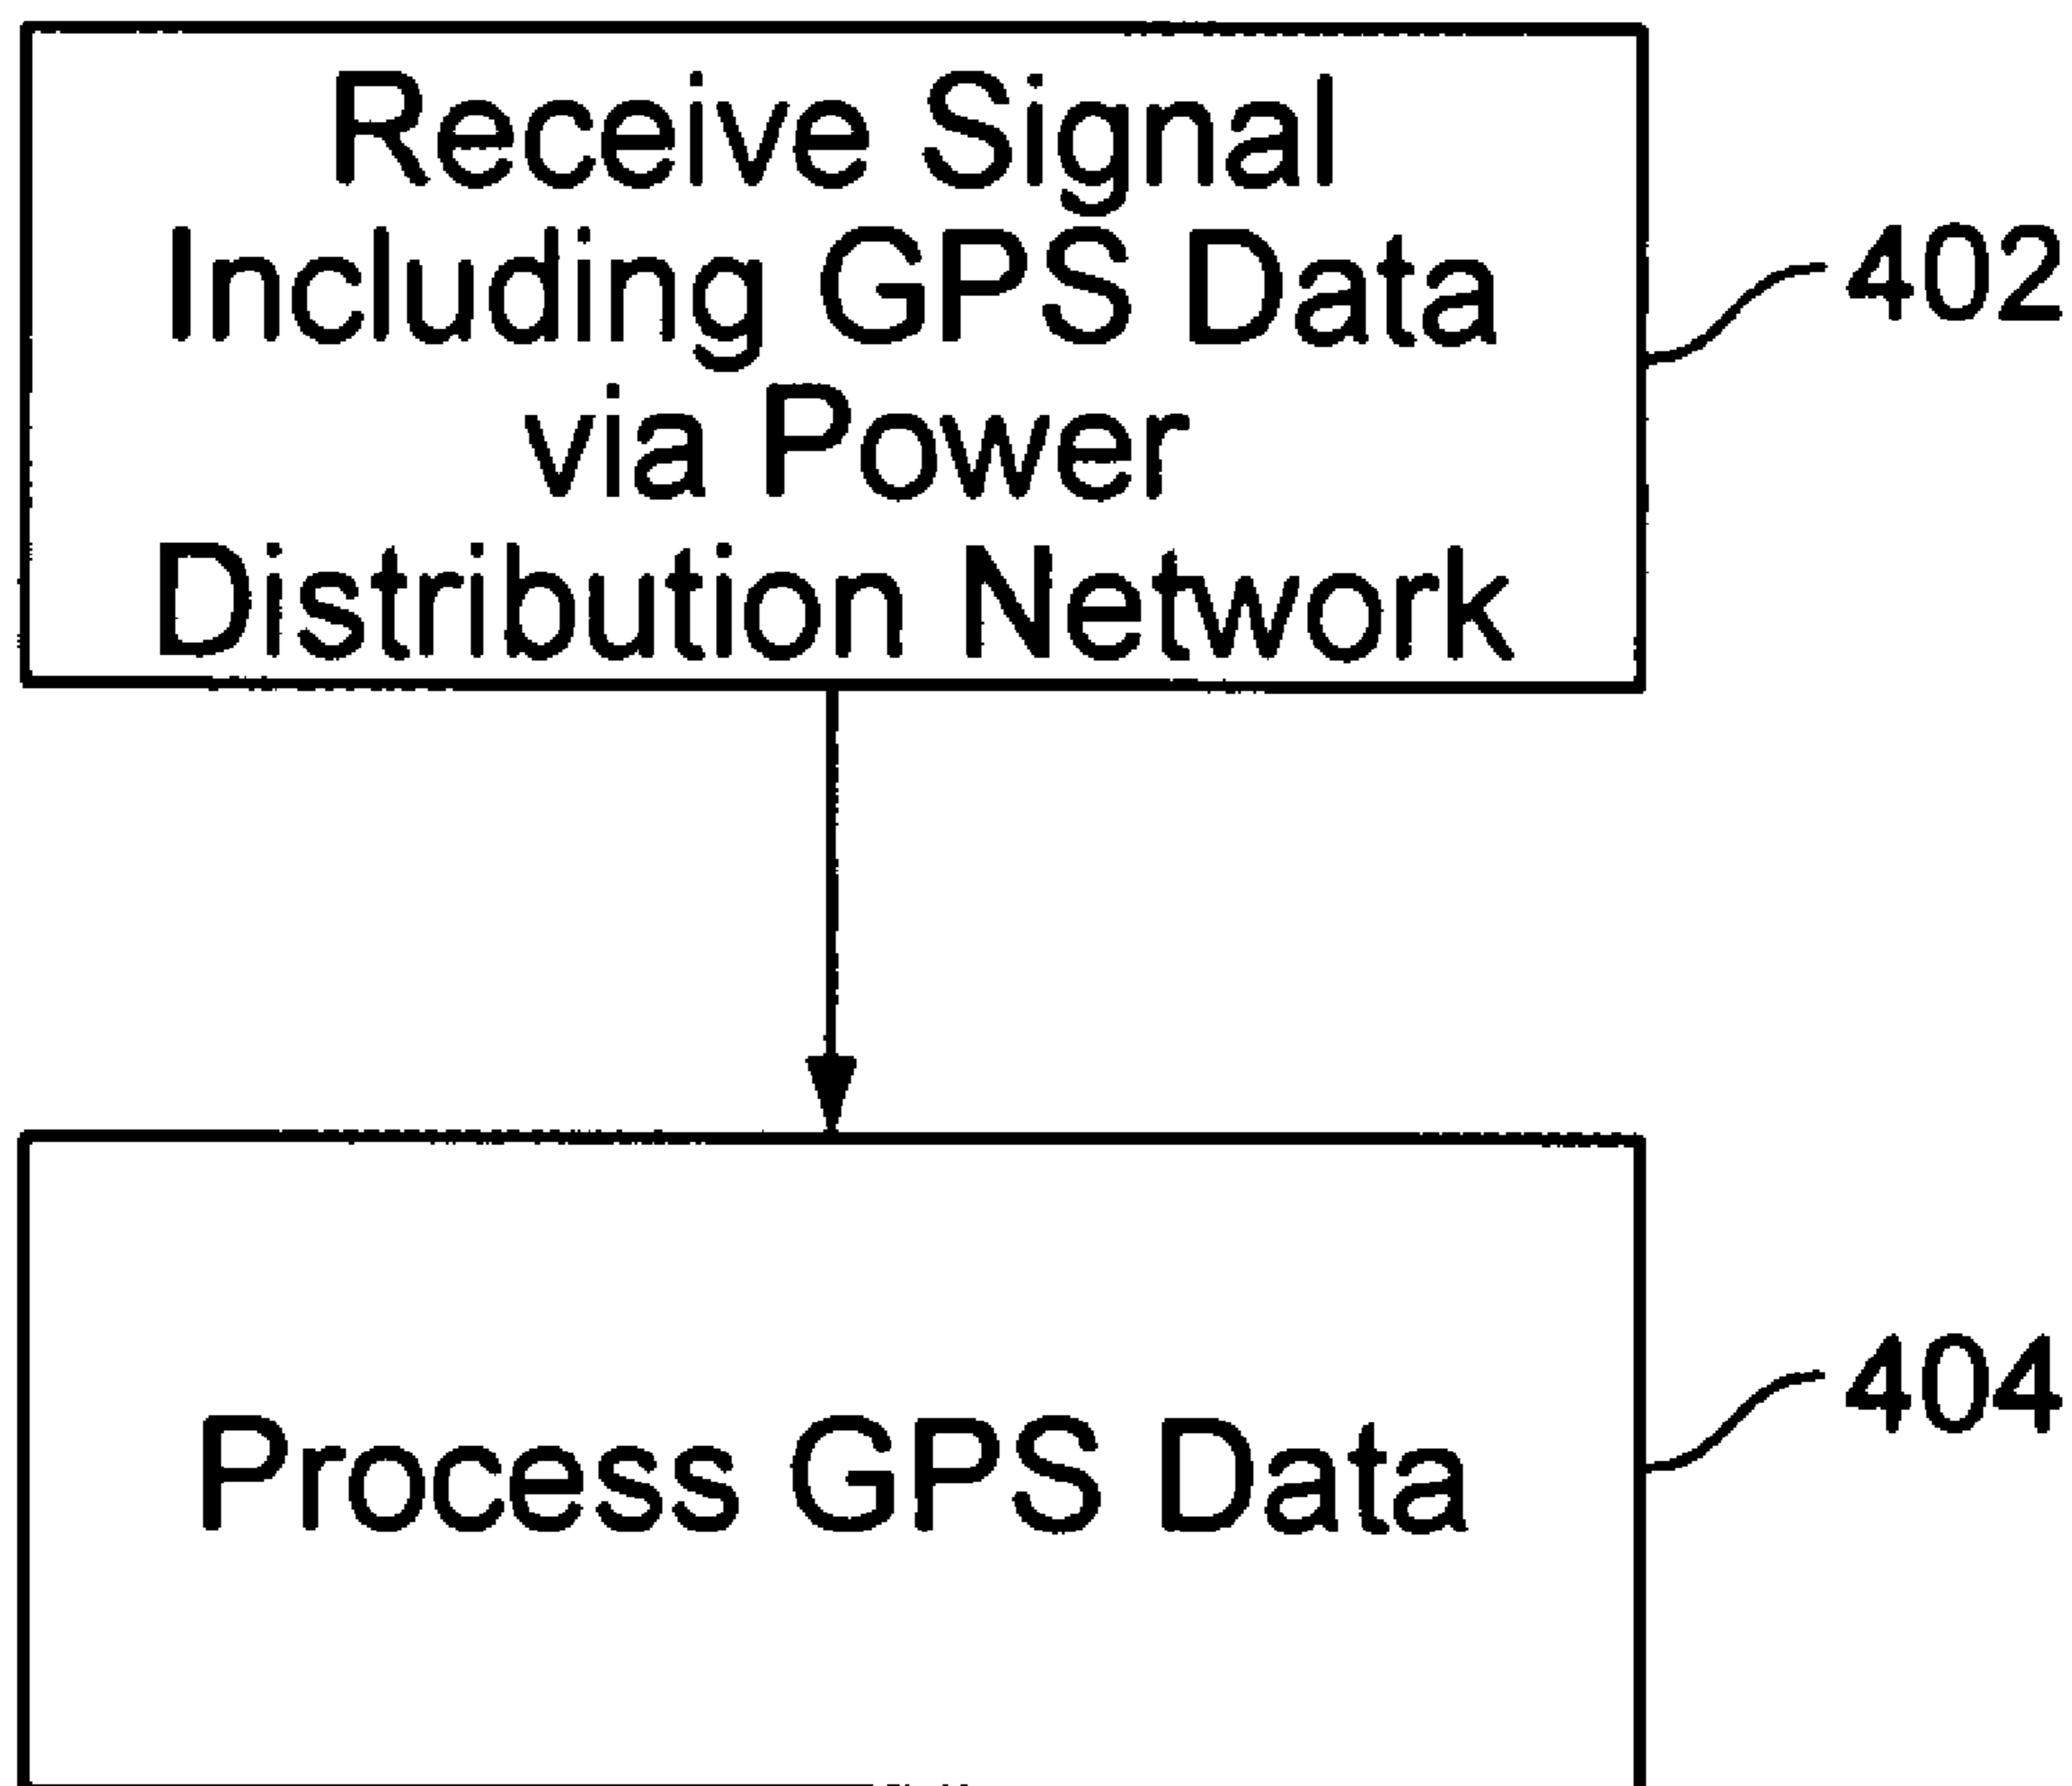 Receive Signal
Including GPS Data
via Power
Distribution Network
402
Process GPS Data
404